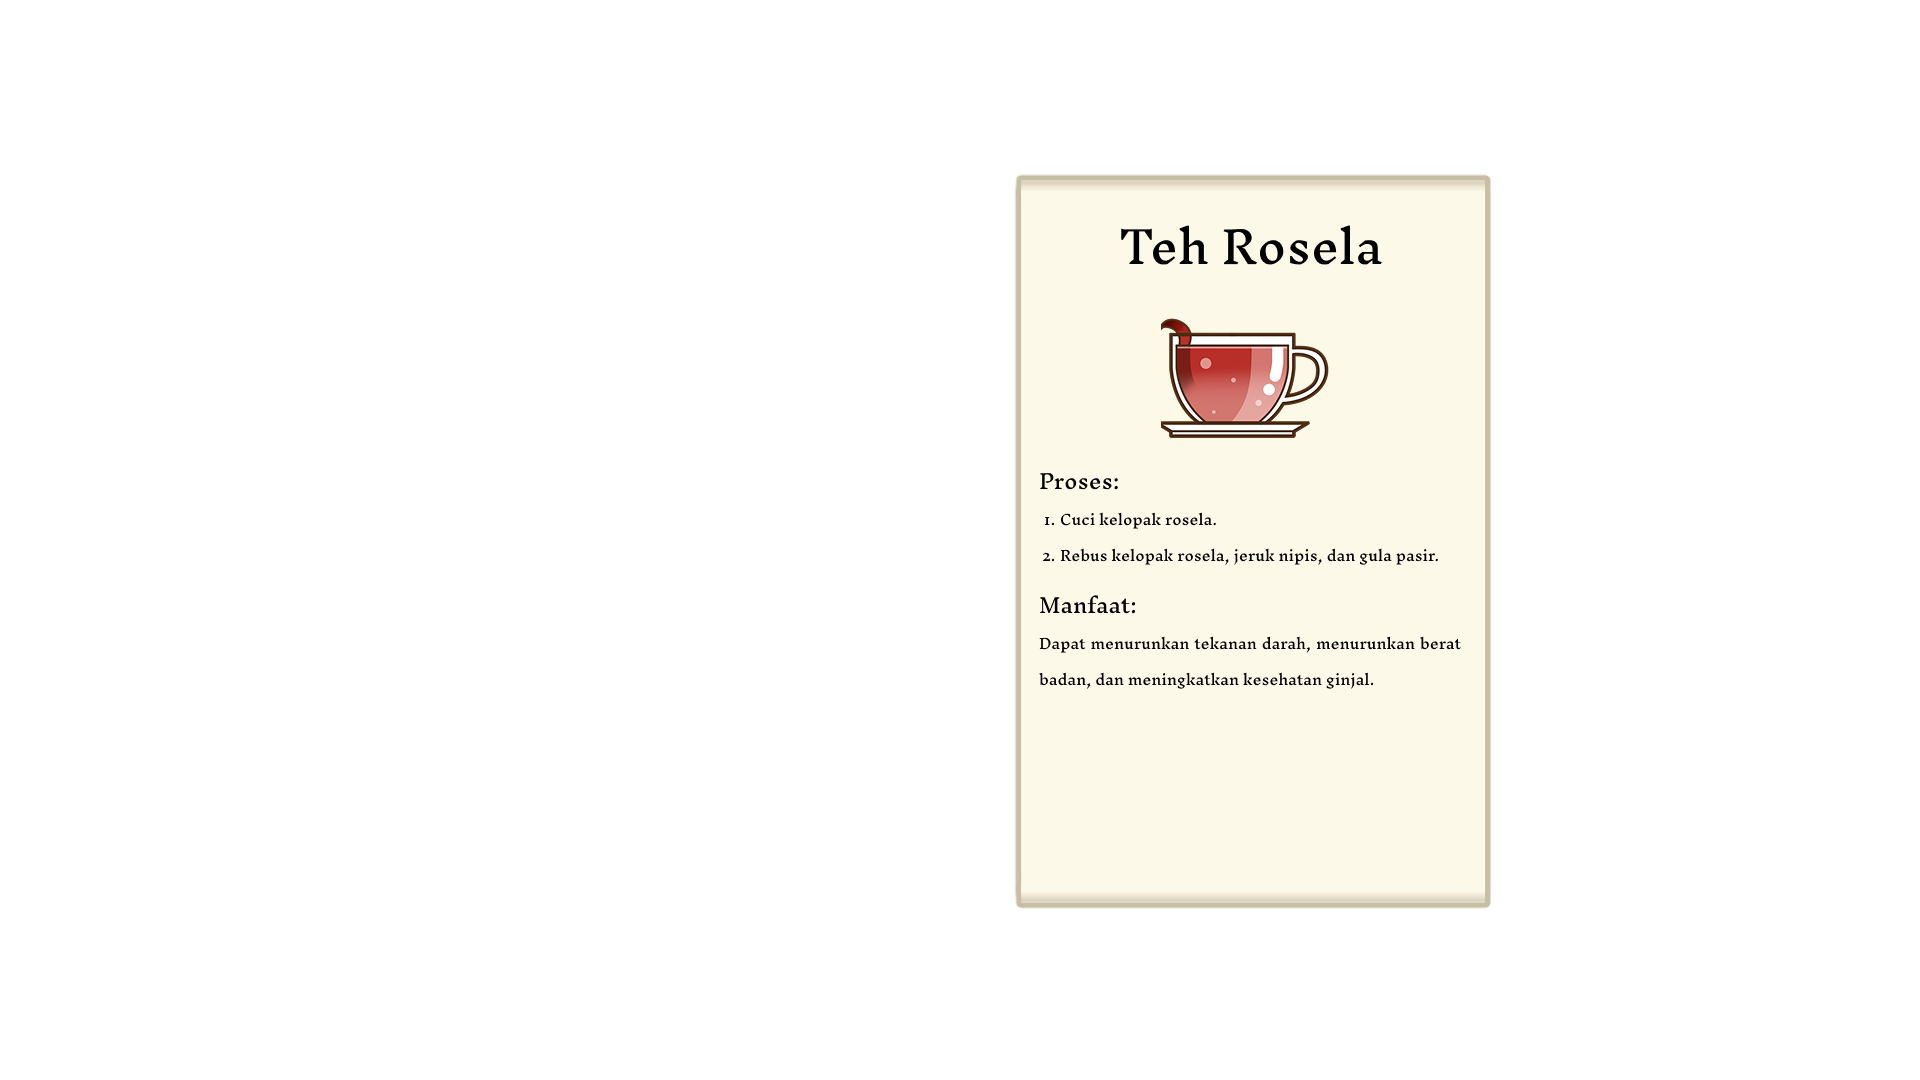 Teh Rosela
Proses:
1. Cuci kelopak rosela.
2. Rebus kelopak rosela, jeruk nipis, dan gula pasir.
Manfaat:
Dapat menurunkan tekanan darah, menurunkan berat
badan, dan meningkatkan kesehatan ginjal.